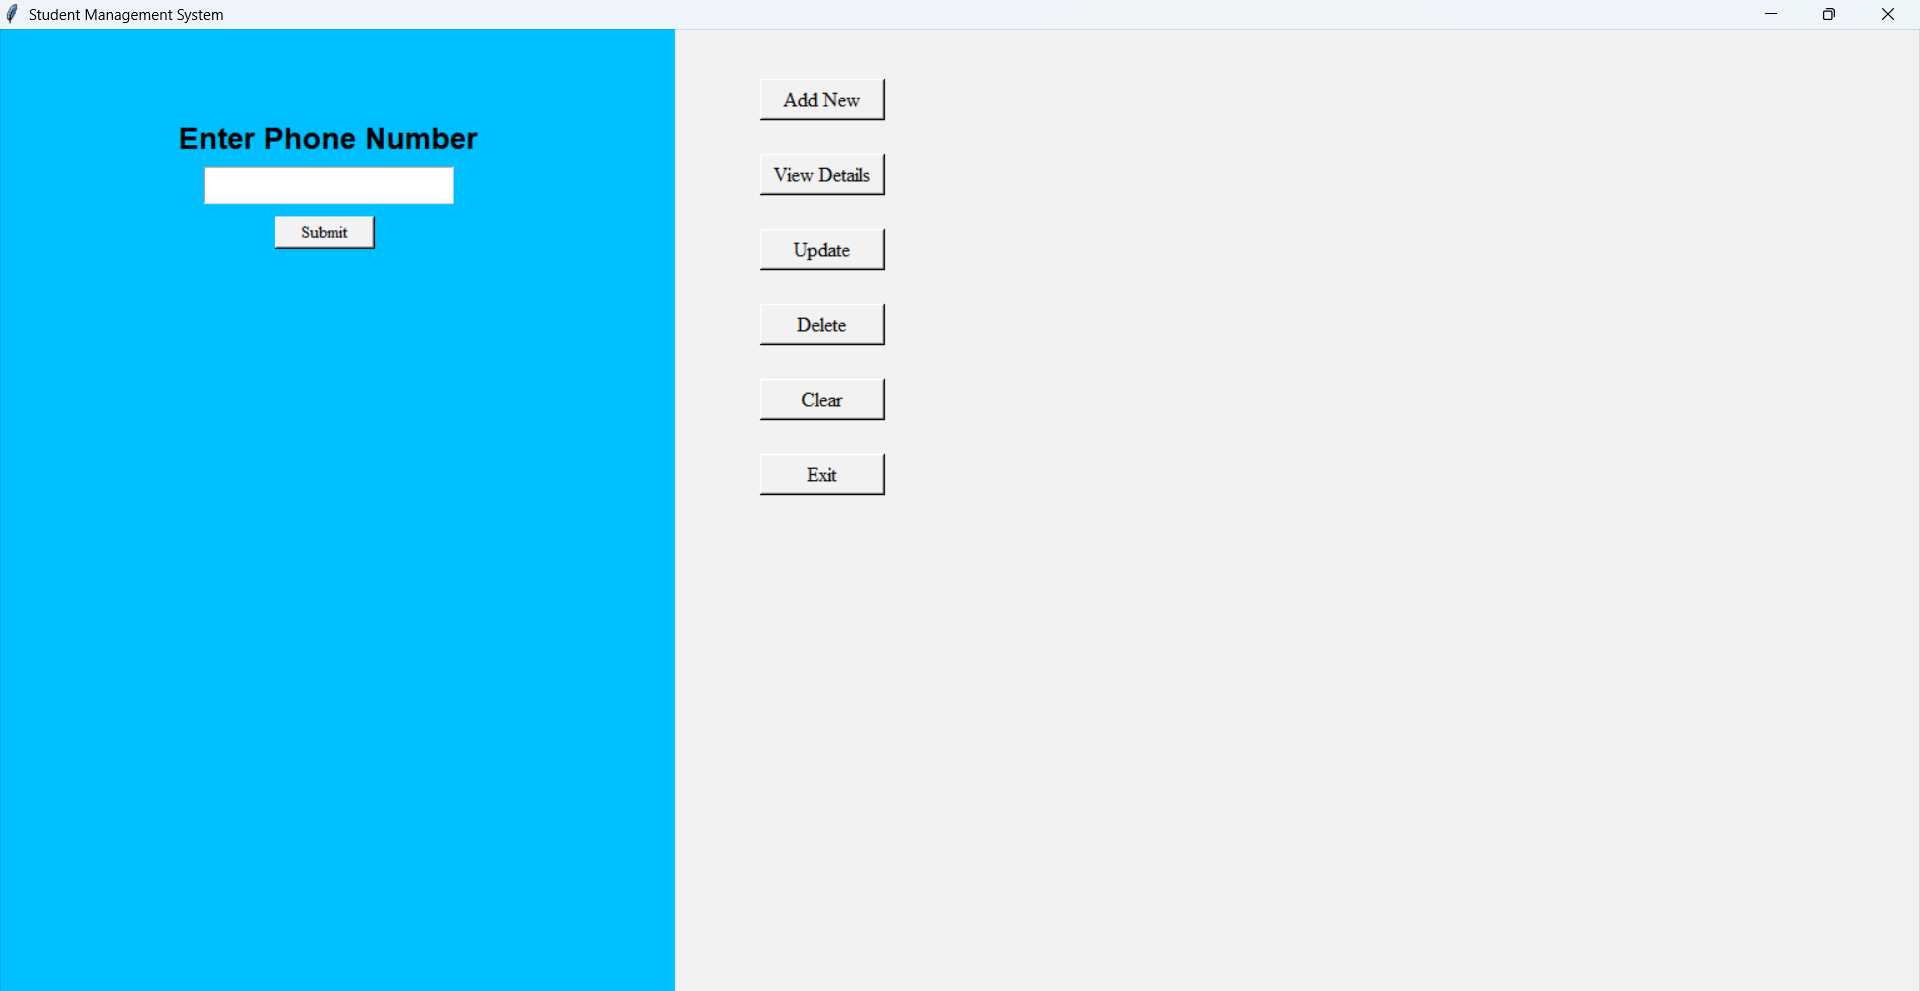 Student Management System
Enter Phone Number
Submit
Add New
View Details
Update
Delete
Clear
Exit